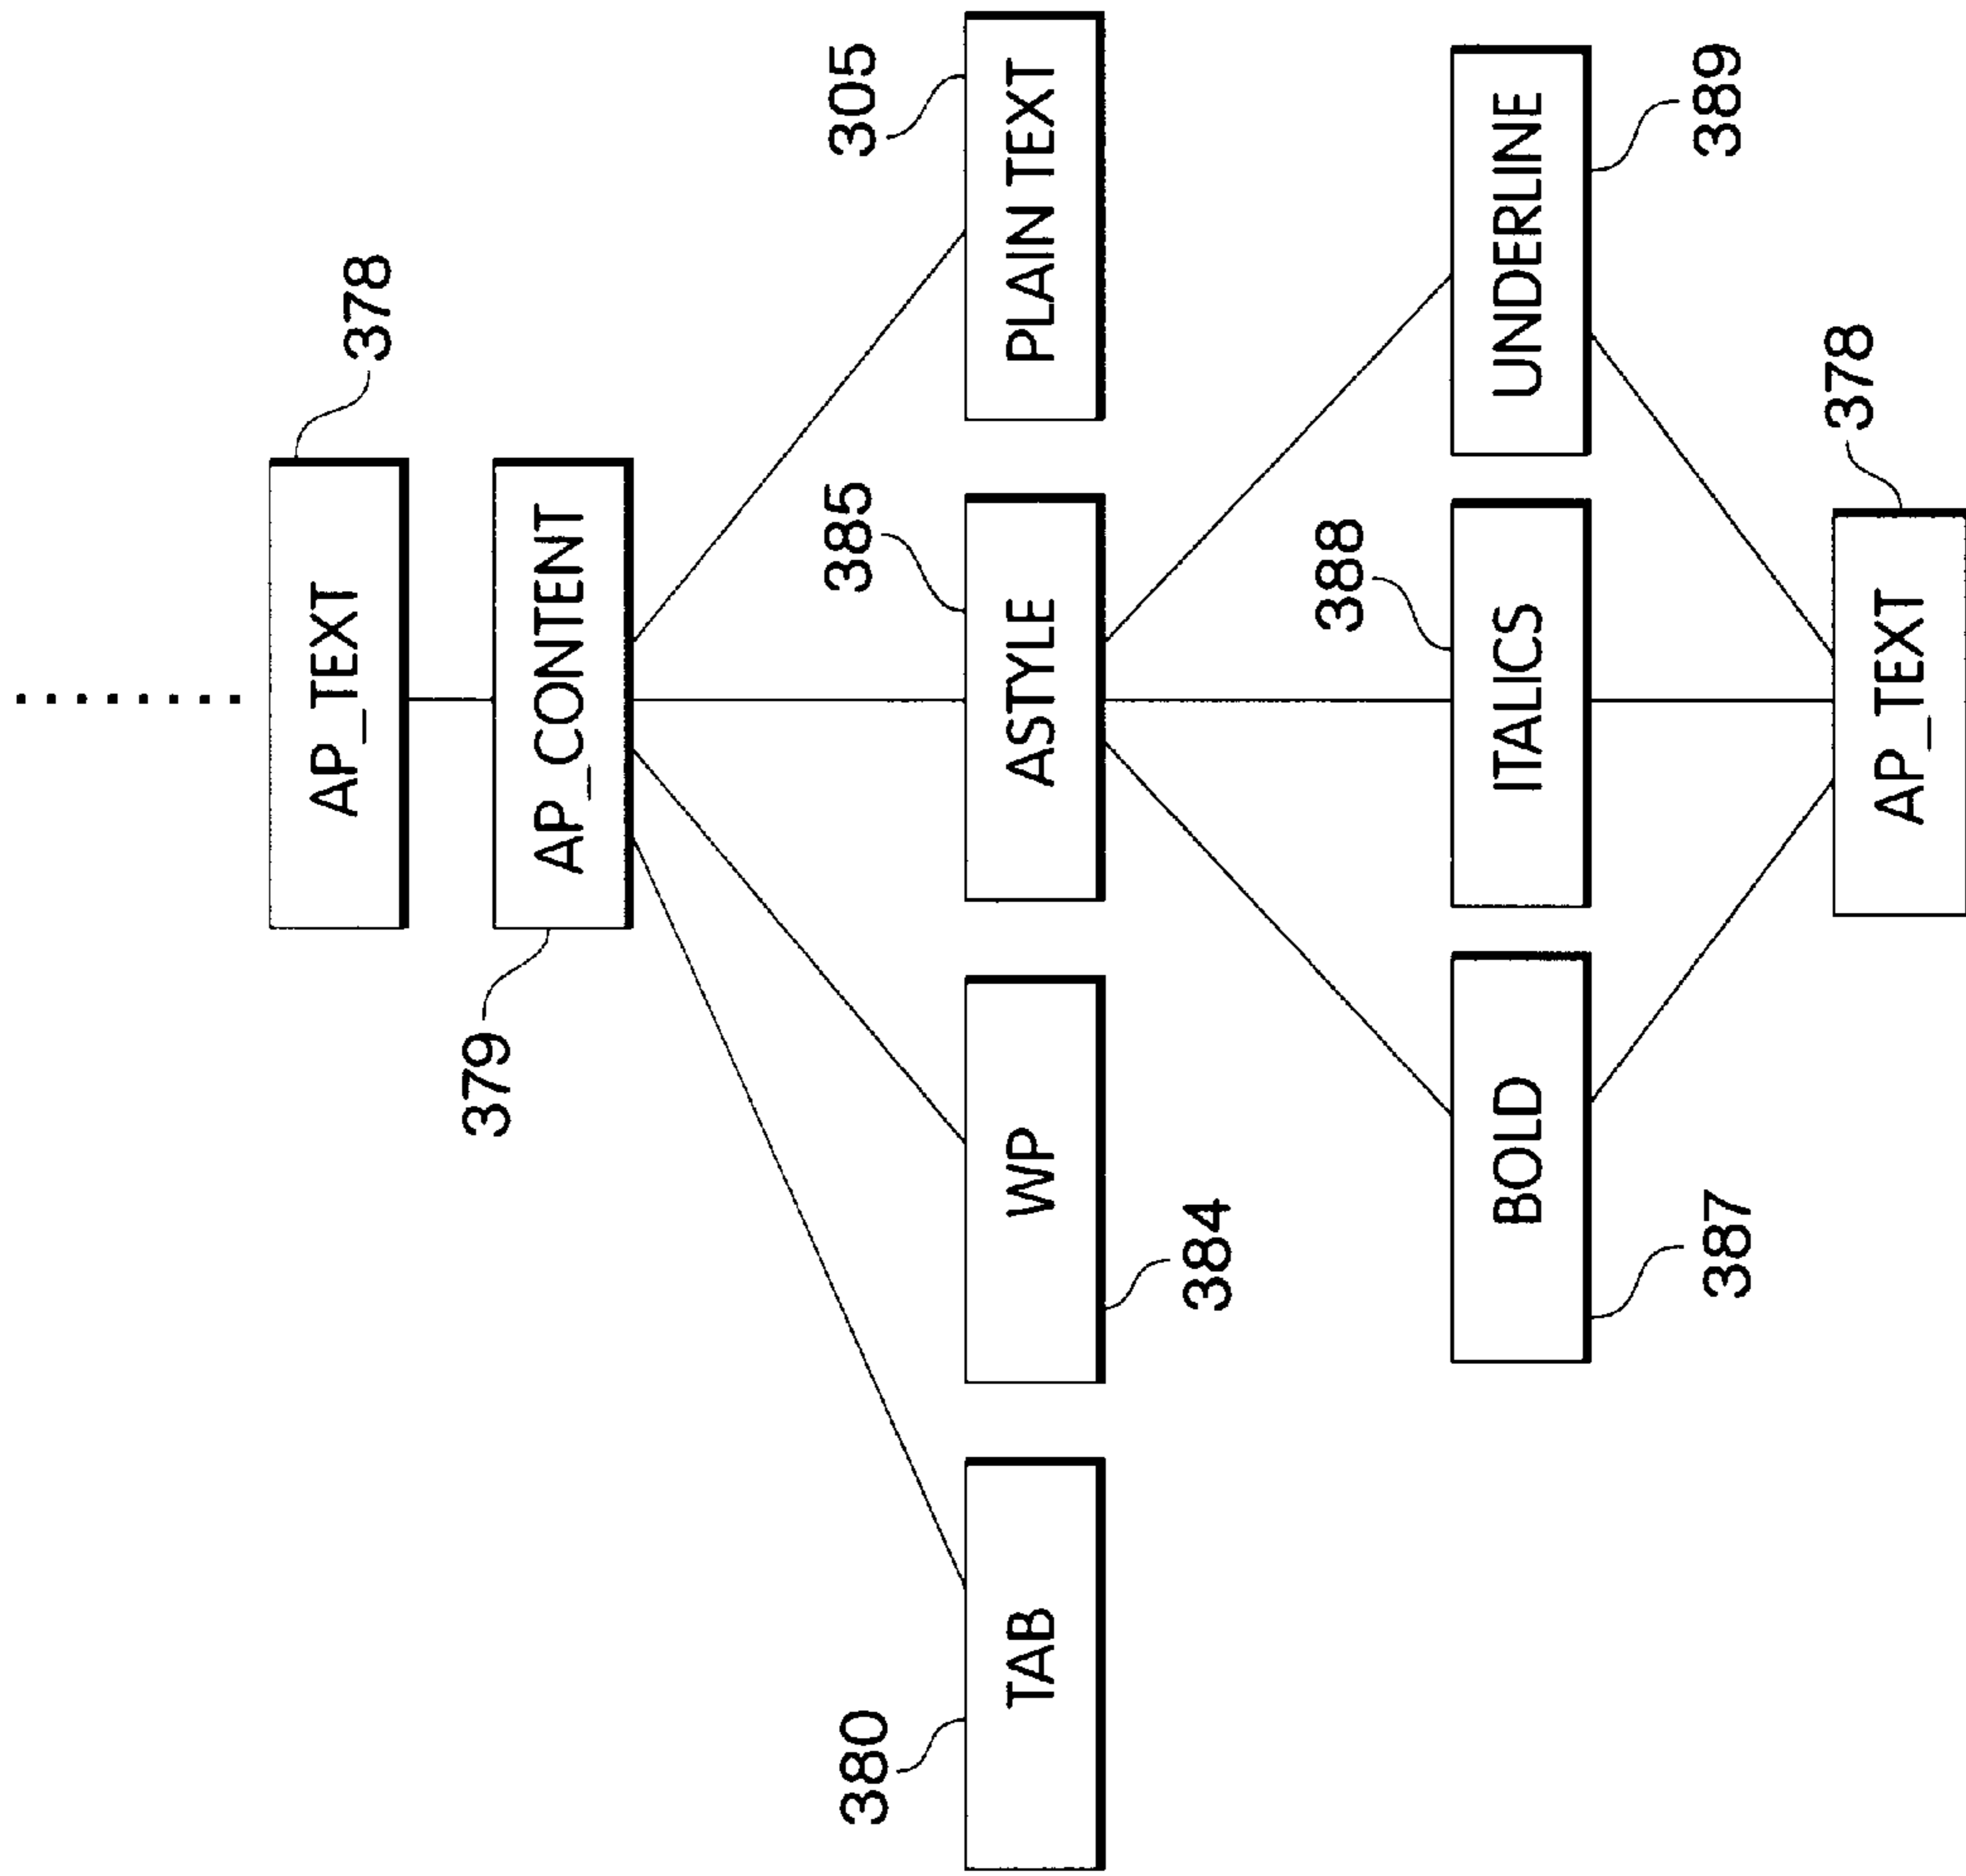 378
AP_TEXT
379
AP_CONTENT
380
385
305
TAB
WP
ASTYLE
PLAIN TEXT
384
388
BOLD
ITALICS
UNDERLINE
387
389
378
AP_TEXT